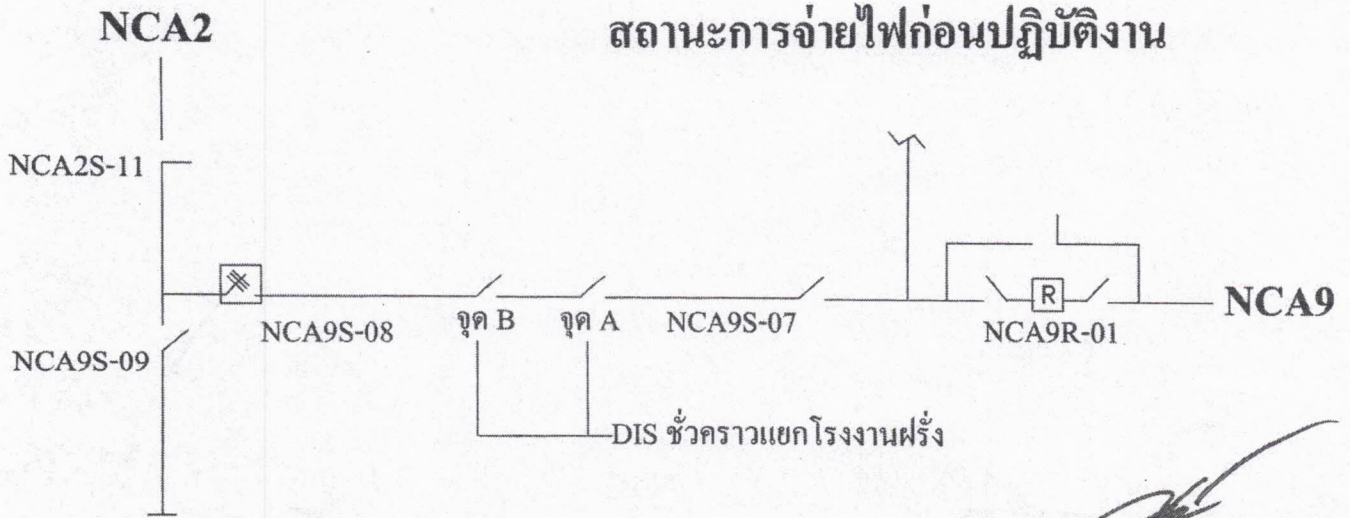 NCA2
สถานะการจ่ายไฟก่อนปฏิบัติงาน
NCA2S-11
NCA9S-08
จุด B
จุด A
NCA9S-07
R
NCA9R-01
NCA9
NCA9S-09
DIS ชั่วคราวแยกโรงงานฝรั่ง